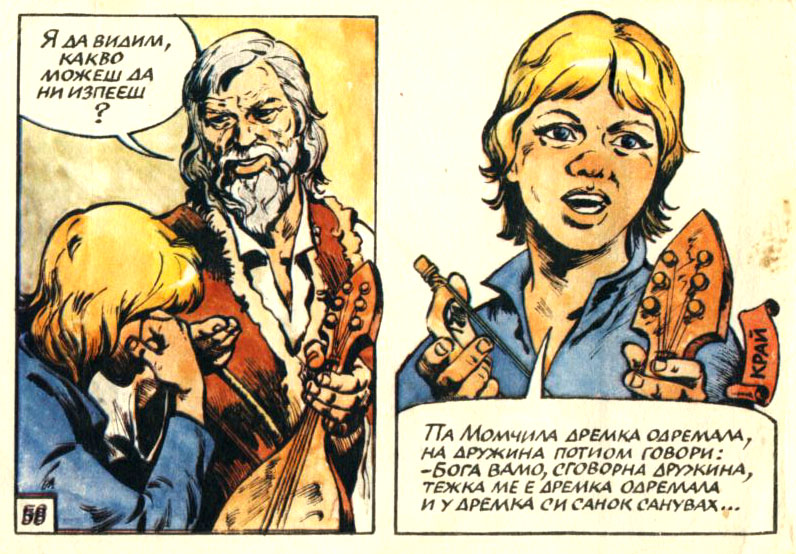 Я ДА ВИДИМ,
КАКВО
МОЖЕШ ДА
НИ ИЗПЕЕШ
?
ПА МОМЧИЛА ДРЕМКА ОДРЕМАЛА,
НА ДРУЖИНА ПОТИОМ ГОВОРИ:
-БОГА ВАМО, СГОВОРНА ДРУЖИНА,
ТЕЖКА МЕ Е ДРЕМКА ОДРЕМАЛА
И У ДРЕМКА СИ САНОК САНУВАХ...
КРАЙ